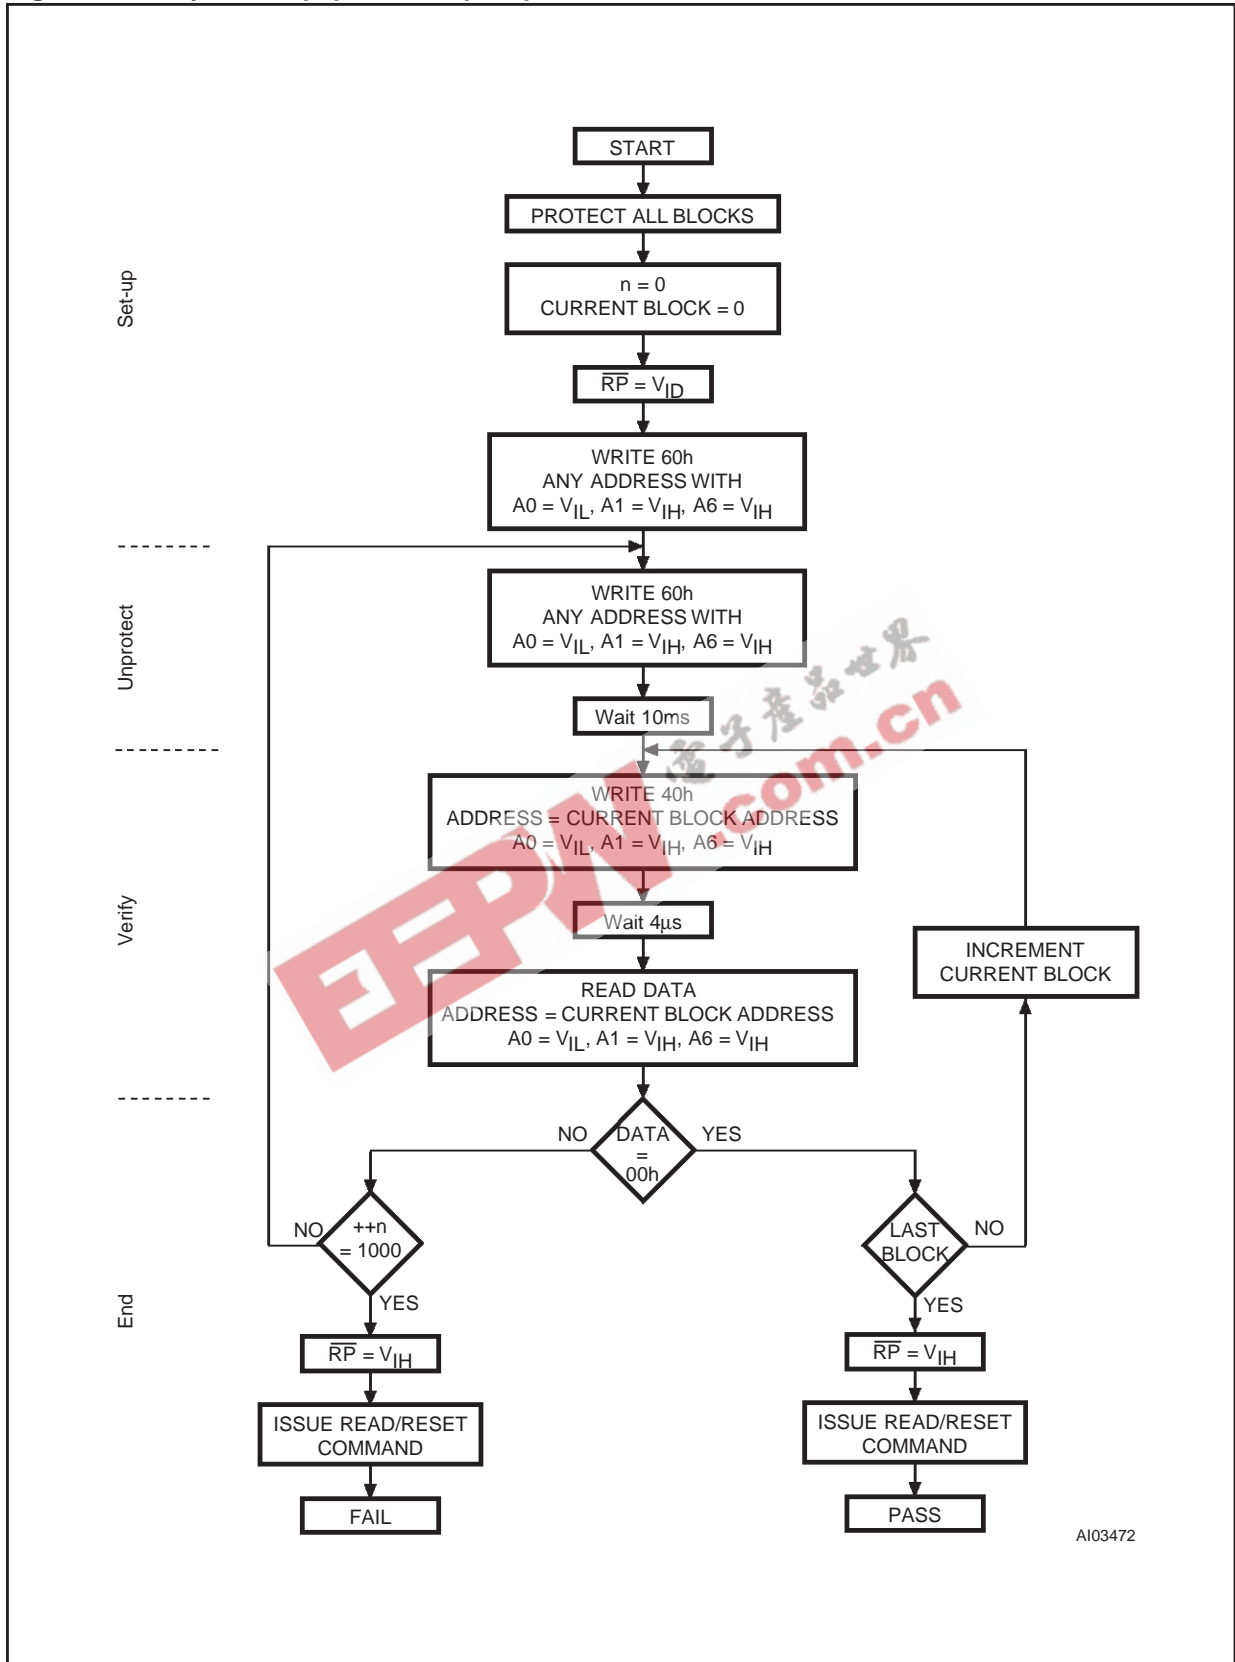 START
PROTECT ALL BLOCKS
n = 0
CURRENT BLOCK = 0
Set-up
R̅P̅ = VID
WRITE 60h
ANY ADDRESS WITH
A0 = VIL, A1 = VIH, A6 = VIH
Unprotect
WRITE 60h
ANY ADDRESS WITH
A0 = VIL, A1 = VIH, A6 = VIH
Wait 10ms
電子產品世界
EEPW.com.cn
Verify
WRITE 40h
ADDRESS = CURRENT BLOCK ADDRESS
A0 = VIL, A1 = VIH, A6 = VIH
Wait 4µs
INCREMENT
CURRENT BLOCK
READ DATA
ADDRESS = CURRENT BLOCK ADDRESS
A0 = VIL, A1 = VIH, A6 = VIH
End
NO
DATA
=
00h
YES
NO
++n
= 1000
YES
LAST
BLOCK
NO
YES
R̅P̅ = VIH
R̅P̅ = VIH
ISSUE READ/RESET
COMMAND
ISSUE READ/RESET
COMMAND
FAIL
PASS
AI03472